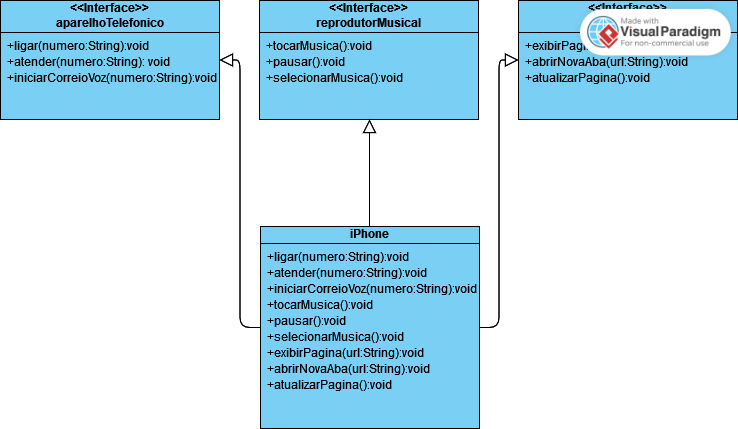 <<Interface>>
aparelhoTelefonico
+ligar(numero:String):void
+atender(numero:String): void
+iniciarCorreioVoz(numero:String):void
<<Interface>>
reprodutorMusical
+tocarMusica():void
+pausar():void
+selecionarMusica():void
<<Interface>>
+exibirPagin
+abrirNovaAba(url:String):void
+atualizarPagina():void
Made with
Visual Paradigm
For non-commercial use
iPhone
+ligar(numero:String):void
+atender(numero:String):void
+iniciarCorreioVoz(numero:String):void
+tocarMusica():void
+pausar():void
+selecionarMusica():void
+exibirPagina(url:String):void
+abrirNovaAba(url:String):void
+atualizarPagina():void